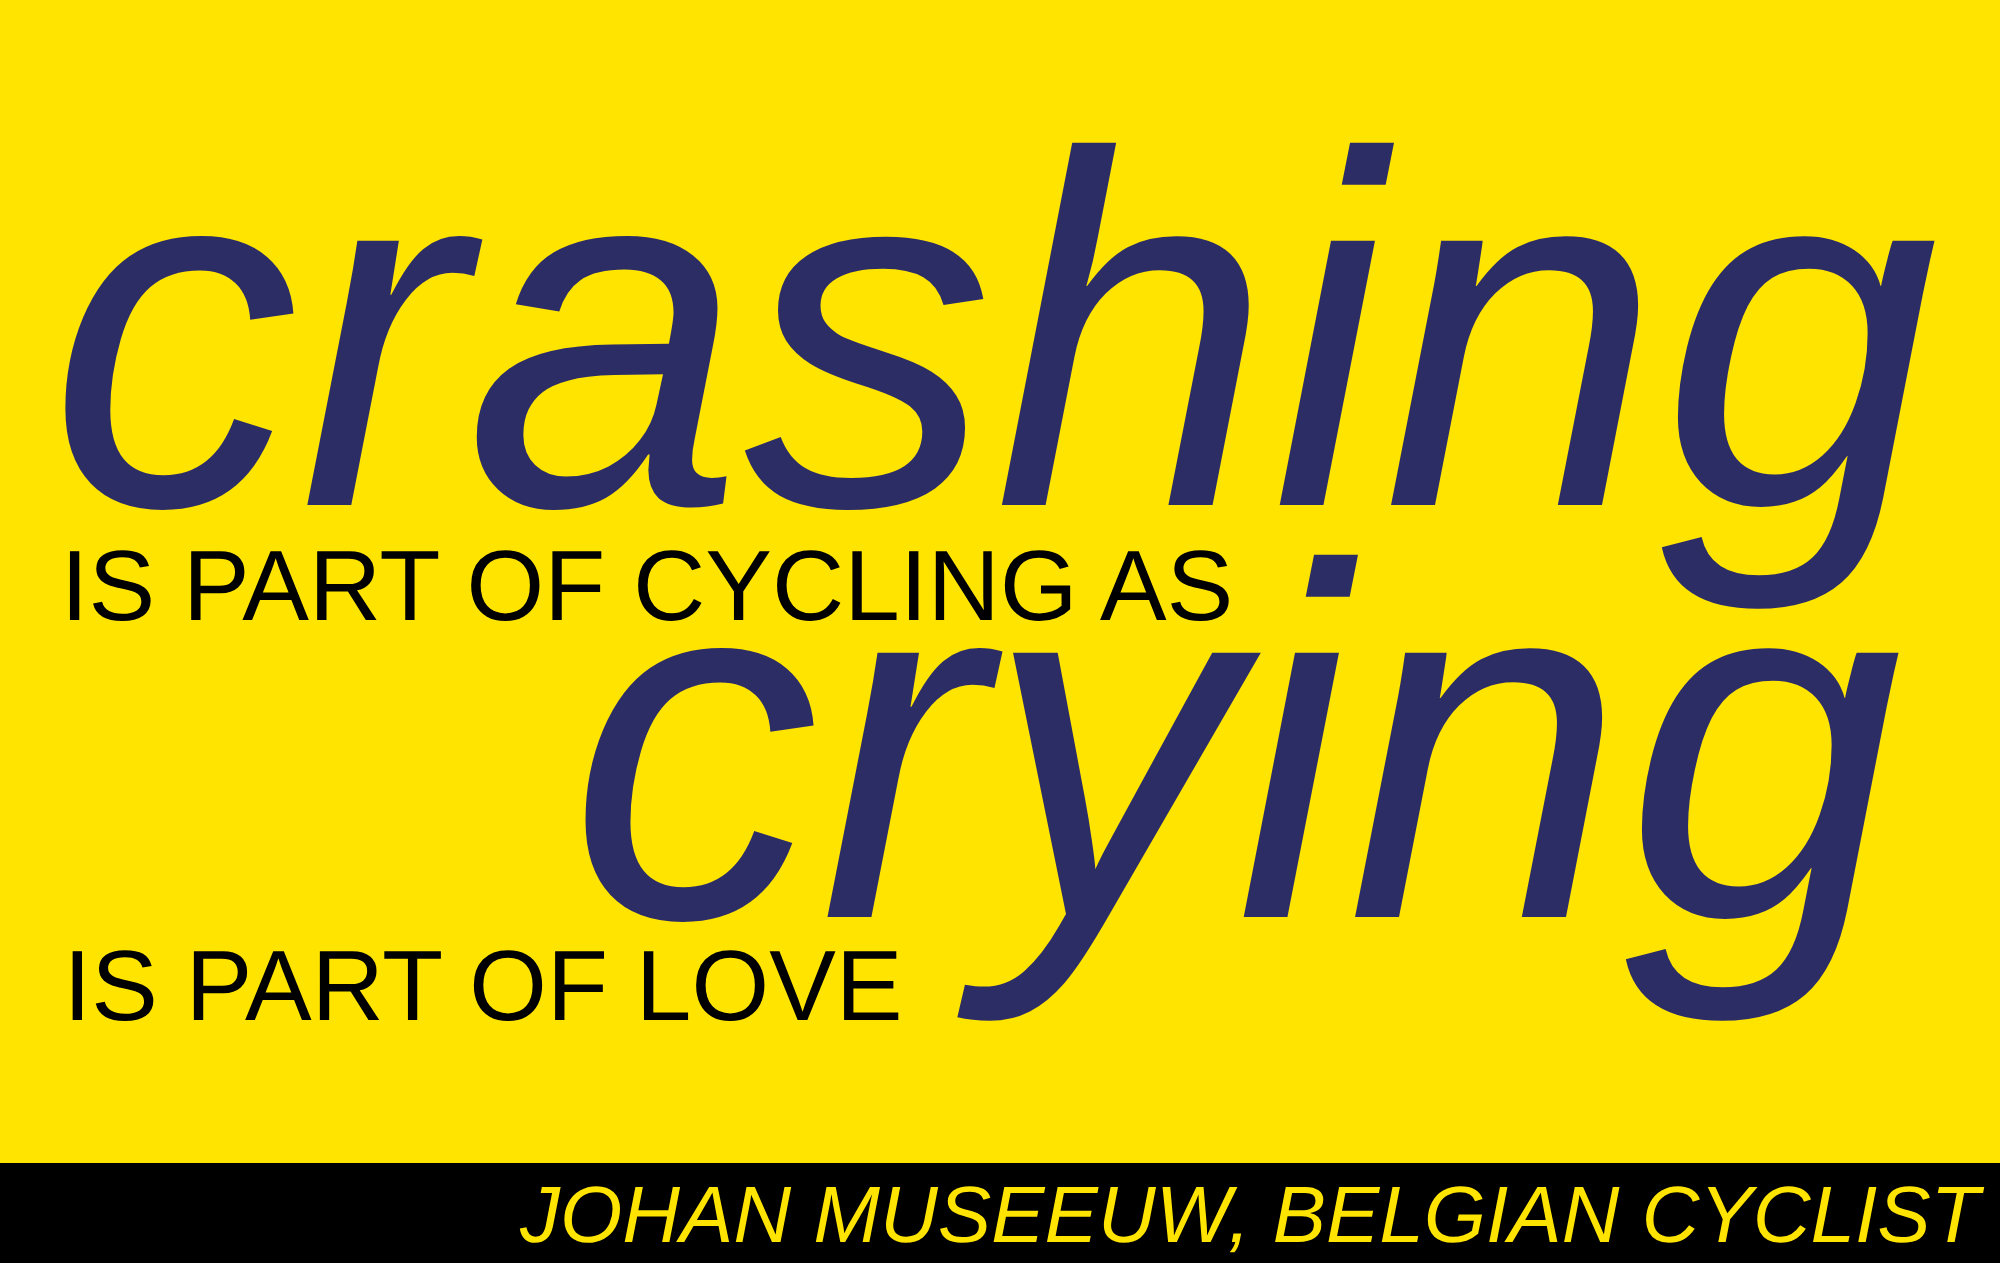 crashing
IS PART OF CYCLING AS
crying
IS PART OF LOVE
JOHAN MUSEEUW, BELGIAN CYCLIST